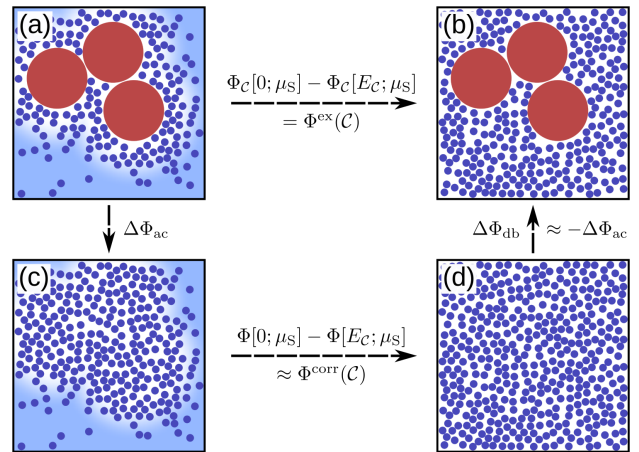 (a)
(b)
Φ_𝒞[0; μ_S] − Φ_𝒞[E_𝒞; μ_S]
= Φ^ex(𝒞)
ΔΦ_ac
ΔΦ_db ≈ −ΔΦ_ac
(c)
(d)
Φ[0; μ_S] − Φ[E_𝒞; μ_S]
≈ Φ^corr(𝒞)